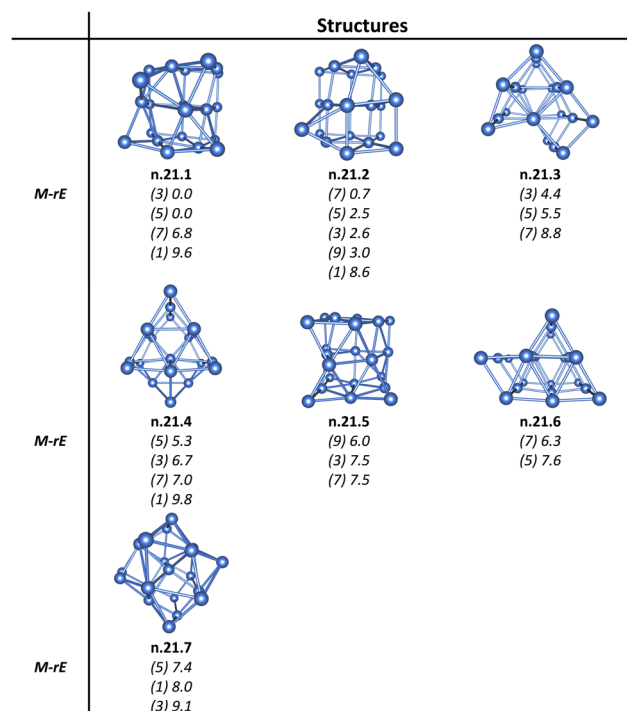 Structures
n.21.1 n.21.2 n.21.3
M-rE (3) 0.0 (7) 0.7 (3) 4.4
(5) 0.0 (5) 2.5 (5) 5.5
(7) 6.8 (3) 2.6 (7) 8.8
(1) 9.6 (9) 3.0
(1) 8.6
n.21.4 n.21.5 n.21.6
M-rE (5) 5.3 (9) 6.0 (7) 6.3
(3) 6.7 (3) 7.5 (5) 7.6
(7) 7.0 (7) 7.5
(1) 9.8
n.21.7
M-rE (5) 7.4
(1) 8.0
(3) 9.1